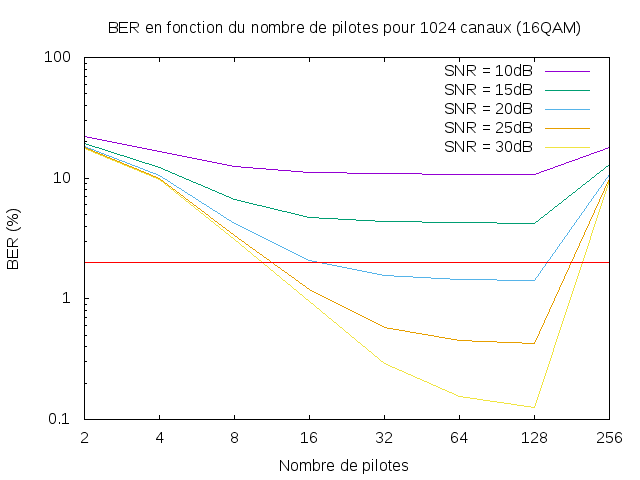 BER en fonction du nombre de pilotes pour 1024 canaux (16QAM)
SNR = 10dB
SNR = 15dB
SNR = 20dB
SNR = 25dB
SNR = 30dB
BER (%)
100
10
1
0.1
2 4 8 16 32 64 128 256
Nombre de pilotes